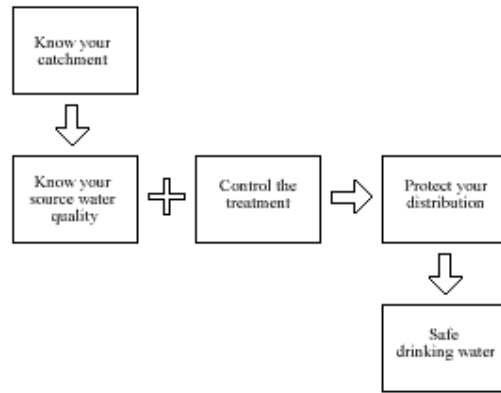 Know your
catchment
Know your
source water
quality
Control the
treatment
Protect your
distribution
Safe
drinking water